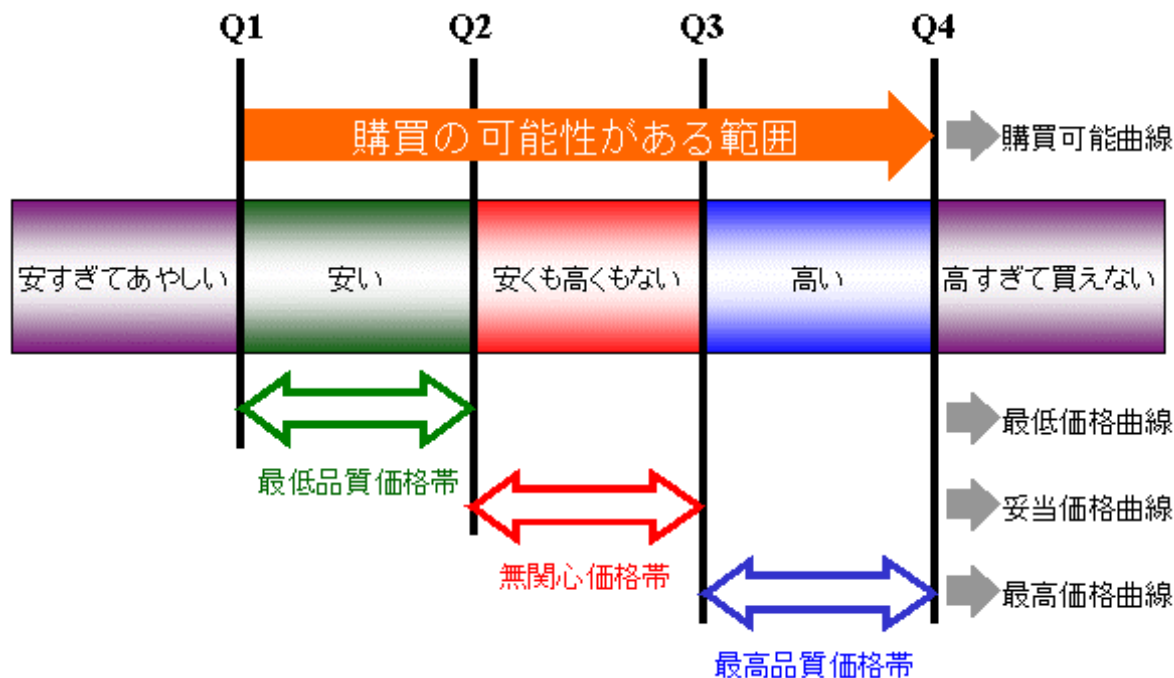 Q1
Q2
Q3
Q4
購買の可能性がある範囲
購買可能曲線
安すぎてあやしい
安い
安くも高くもない
高い
高すぎて買えない
最低価格曲線
最低品質価格帯
妥当価格曲線
無関心価格帯
最高価格曲線
最高品質価格帯